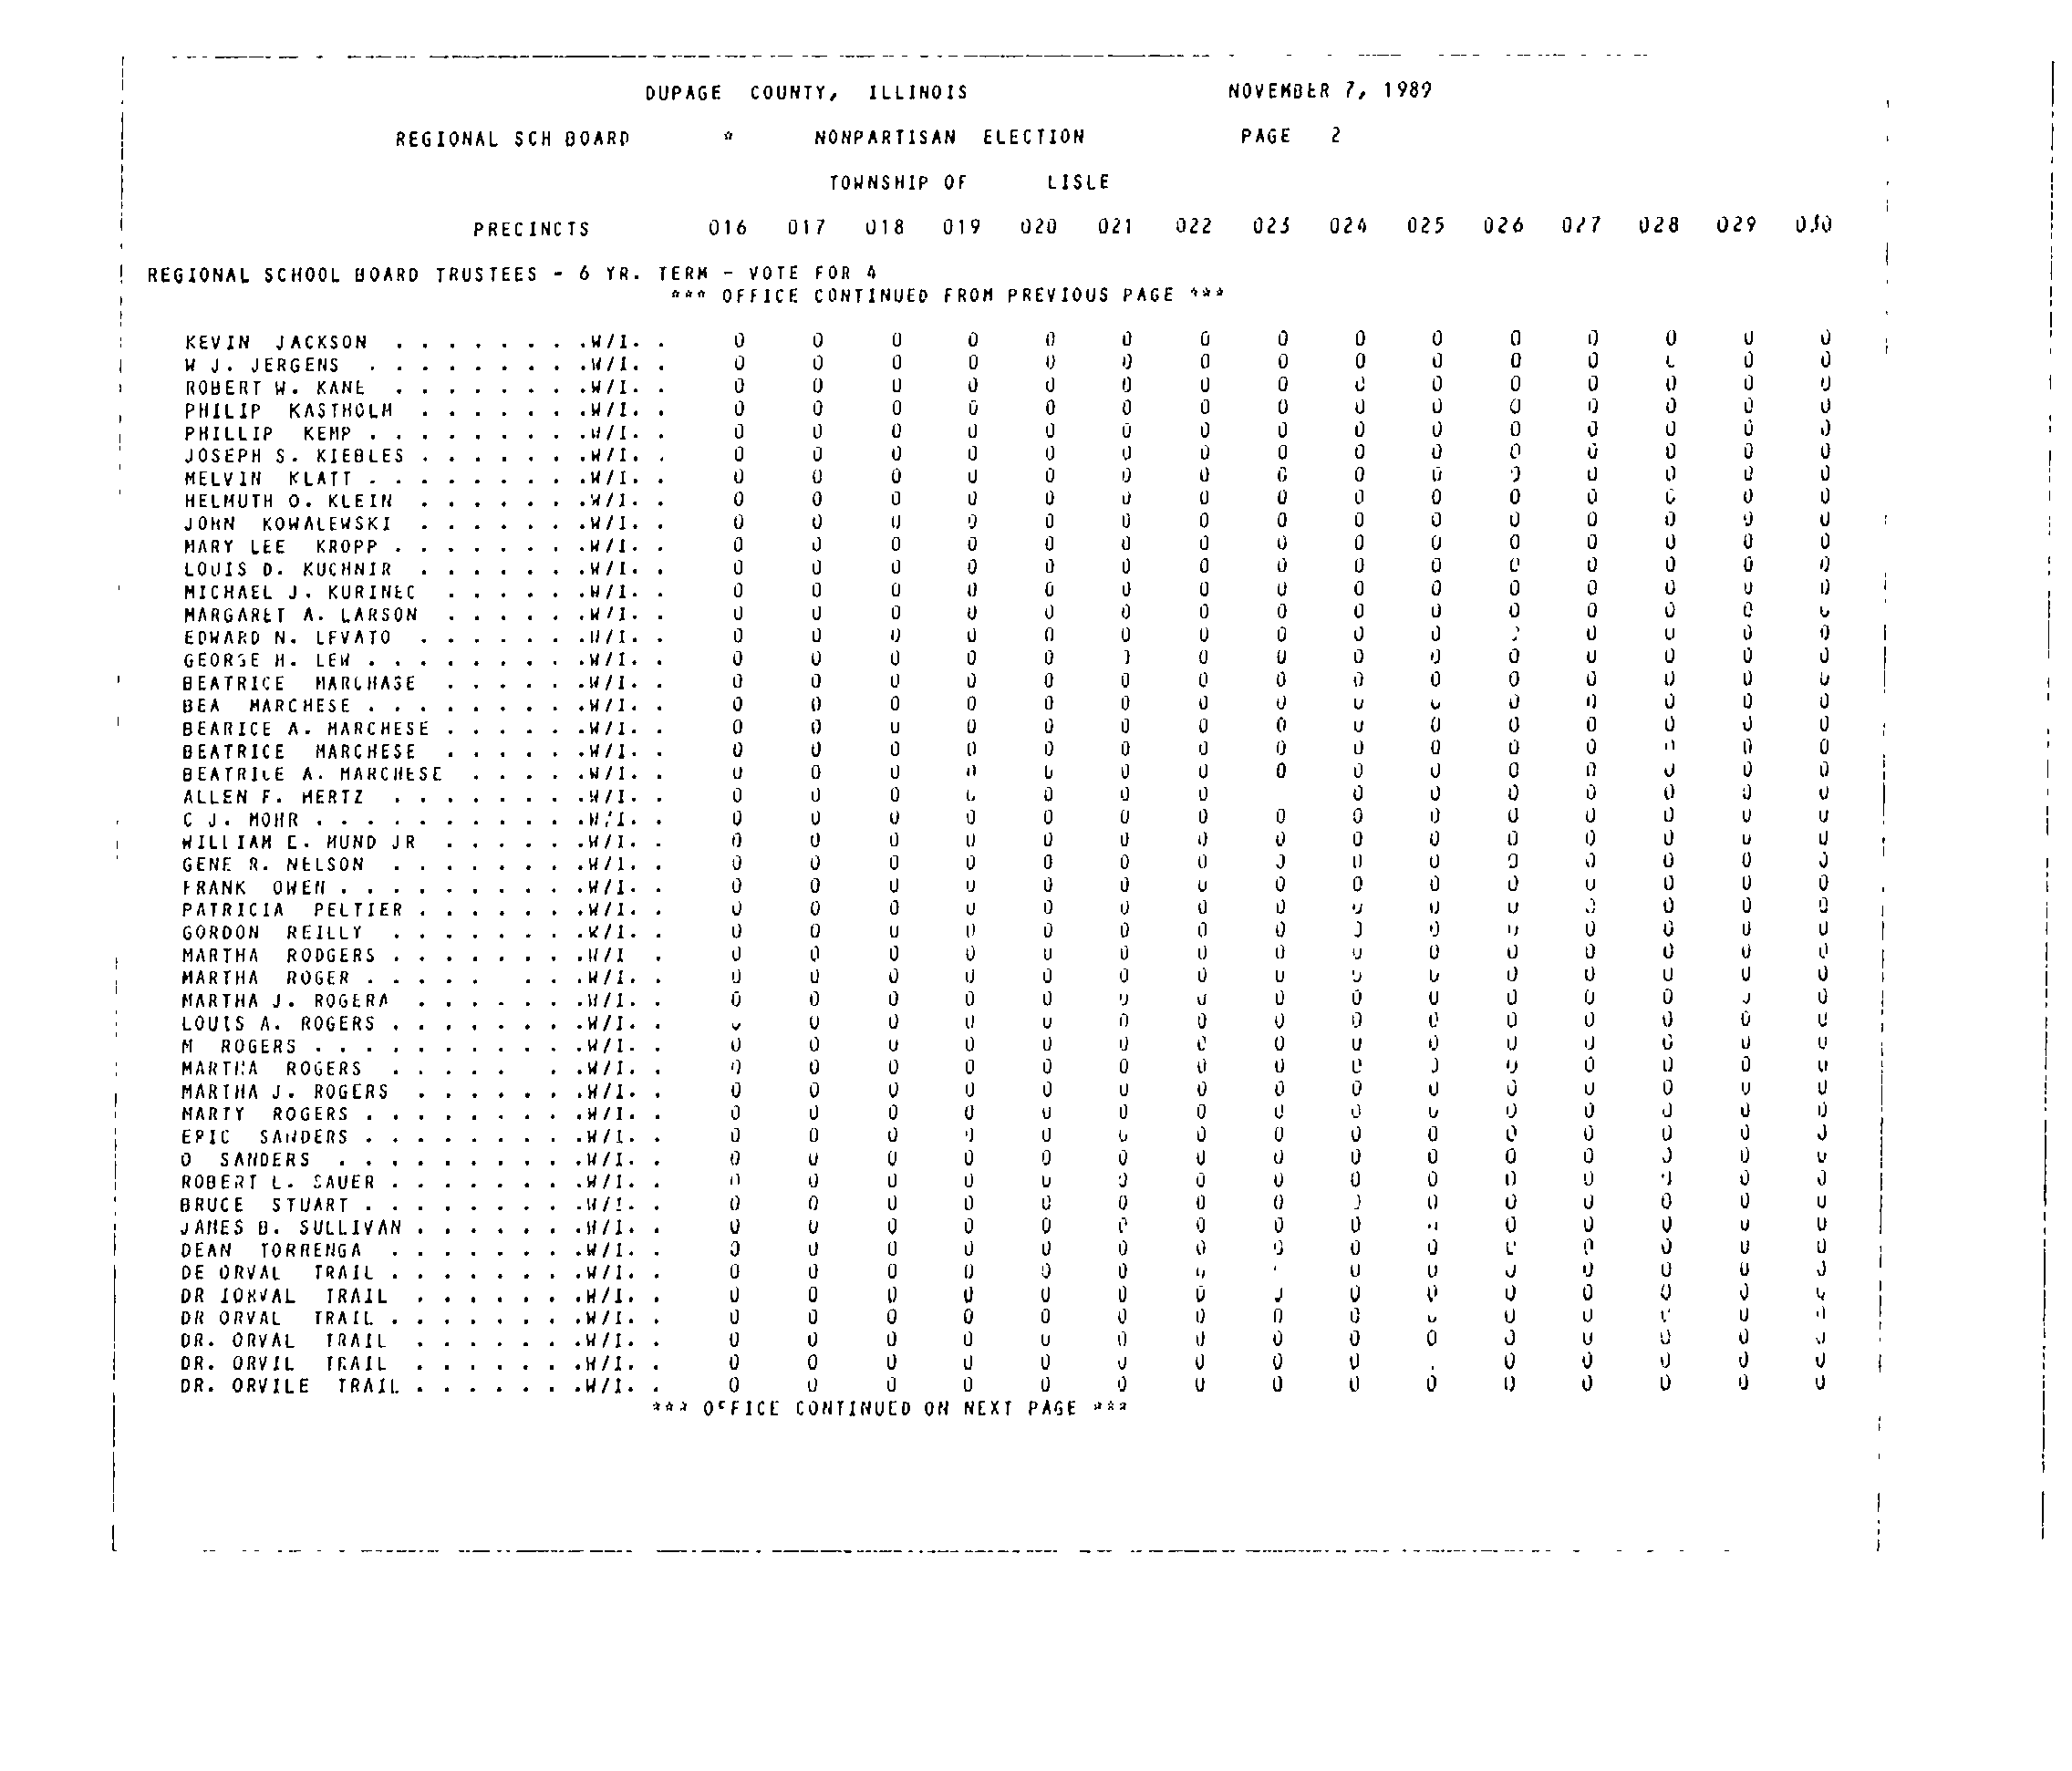 DUPAGE COUNTY, ILLINOIS NOVEMBER 7, 1989
REGIONAL SCH BOARD * NONPARTISAN ELECTION PAGE 2
TOWNSHIP OF LISLE
PRECINCTS 016 017 018 019 020 021 022 023 024 025 026 027 028 029 030
REGIONAL SCHOOL BOARD TRUSTEES - 6 YR. TERM - VOTE FOR 4
*** OFFICE CONTINUED FROM PREVIOUS PAGE ***
KEVIN JACKSON . . . . . . . .W/I. . 0 0 0 0 0 0 0 0 0 0 0 0 0 0 0
W J. JERGENS . . . . . . . . .W/I. . 0 0 0 0 0 0 0 0 0 0 0 0 0 0
ROBERT W. KANE . . . . . . . .W/I. . 0 0 0 0 0 0 0 0 0 0 0 0 0 0 0
PHILIP KASTHOLM . . . . . . .W/I. . 0 0 0 0 0 0 0 0 0 0 0 0 0 0 0
PHILLIP KEMP . . . . . . . . .W/I. . 0 0 0 0 0 0 0 0 0 0 0 0 0 0 0
JOSEPH S. KIEBLES . . . . . . .W/I. . 0 0 0 0 0 0 0 0 0 0 0 0 0 0 0
MELVIN KLATT . . . . . . . . .W/I. . 0 0 0 0 0 0 0 0 0 0 0 0 0 0 0
HELMUTH O. KLEIN . . . . . . .W/I. . 0 0 0 0 0 0 0 0 0 0 0 0 0 0 0
JOHN KOWALEWSKI . . . . . . .W/I. . 0 0 0 0 0 0 0 0 0 0 0 0 0 0 0
MARY LEE KROPP . . . . . . . .W/I. . 0 0 0 0 0 0 0 0 0 0 0 0 0 0 0
LOUIS D. KUCHNIR . . . . . . .W/I. . 0 0 0 0 0 0 0 0 0 0 0 0 0 0 0
MICHAEL J. KURINEC . . . . . .W/I. . 0 0 0 0 0 0 0 0 0 0 0 0 0 0 0
MARGARET A. LARSON . . . . . .W/I. . 0 0 0 0 0 0 0 0 0 0 0 0 0 0 0
EDWARD N. LEVATO . . . . . . .W/I. . 0 0 0 0 0 0 0 0 0 0 0 0 0 0
GEORGE H. LEW . . . . . . . . .W/I. . 0 0 0 0 0 0 0 0 0 0 0 0 0 0
BEATRICE MARCHASE . . . . . .W/I. . 0 0 0 0 0 0 0 0 0 0 0 0 0 0 0
BEA MARCHESE . . . . . . . . .W/I. . 0 0 0 0 0 0 0 0 0 0 0 0 0 0 0
BEARICE A. MARCHESE . . . . . .W/I. . 0 0 0 0 0 0 0 0 0 0 0 0 0 0 0
BEATRICE MARCHESE . . . . . .W/I. . 0 0 0 0 0 0 0 0 0 0 0 0 0 0 0
BEATRICE A. MARCHESE . . . . .W/I. . 0 0 0 0 0 0 0 0 0 0 0 0 0 0 0
ALLEN F. MERTZ . . . . . . . .W/I. . 0 0 0 0 0 0 0 0 0 0 0 0 0 0
C J. MOHR . . . . . . . . . . .W/I. . 0 0 0 0 0 0 0 0 0 0 0 0 0 0 0
WILLIAM E. MUND JR . . . . . .W/I. . 0 0 0 0 0 0 0 0 0 0 0 0 0 0 0
GENE R. NELSON . . . . . . . .W/I. . 0 0 0 0 0 0 0 0 0 0 0 0 0 0 0
FRANK OWEN . . . . . . . . . .W/I. . 0 0 0 0 0 0 0 0 0 0 0 0 0 0 0
PATRICIA PELTIER . . . . . . .W/I. . 0 0 0 0 0 0 0 0 0 0 0 0 0 0 0
GORDON REILLY . . . . . . . .W/I. . 0 0 0 0 0 0 0 0 0 0 0 0 0 0 0
MARTHA RODGERS . . . . . . . .W/I . 0 0 0 0 0 0 0 0 0 0 0 0 0 0 0
MARTHA ROGER . . . . . . . .W/I. . 0 0 0 0 0 0 0 0 0 0 0 0 0 0 0
MARTHA J. ROGERA . . . . . . .W/I. . 0 0 0 0 0 0 0 0 0 0 0 0 0 0 0
LOUIS A. ROGERS . . . . . . . .W/I. . 0 0 0 0 0 0 0 0 0 0 0 0 0 0
M ROGERS . . . . . . . . . . .W/I. . 0 0 0 0 0 0 0 0 0 0 0 0 0 0 0
MARTHA ROGERS . . . . . .W/I. . 0 0 0 0 0 0 0 0 0 0 0 0 0 0 0
MARTHA J. ROGERS . . . . . . .W/I. . 0 0 0 0 0 0 0 0 0 0 0 0 0 0 0
MARTY ROGERS . . . . . . . . .W/I. . 0 0 0 0 0 0 0 0 0 0 0 0 0 0 0
ERIC SANDERS . . . . . . . . .W/I. . 0 0 0 0 0 0 0 0 0 0 0 0 0 0 0
O SANDERS . . . . . . . . . .W/I. . 0 0 0 0 0 0 0 0 0 0 0 0 0 0 0
ROBERT L. SAUER . . . . . . . .W/I. . 0 0 0 0 0 0 0 0 0 0 0 0 0 0 0
BRUCE STUART . . . . . . . . .W/I. . 0 0 0 0 0 0 0 0 0 0 0 0 0 0
JAMES B. SULLIVAN . . . . . . .W/I. . 0 0 0 0 0 0 0 0 0 0 0 0 0 0
DEAN TORRENGA . . . . . . . .W/I. . 0 0 0 0 0 0 0 0 0 0 0 0 0 0 0
DE ORVAL TRAIL . . . . . . . .W/I. . 0 0 0 0 0 0 0 0 0 0 0 0 0
DR IORVAL TRAIL . . . . . . .W/I. . 0 0 0 0 0 0 0 0 0 0 0 0 0 0
DR ORVAL TRAIL . . . . . . . .W/I. . 0 0 0 0 0 0 0 0 0 0 0 0 0
DR. ORVAL TRAIL . . . . . . .W/I. . 0 0 0 0 0 0 0 0 0 0 0 0 0 0 0
DR. ORVIL TRAIL . . . . . . .W/I. . 0 0 0 0 0 0 0 0 0 0 0 0 0 0
DR. ORVILE TRAIL . . . . . . .W/I. . 0 0 0 0 0 0 0 0 0 0 0 0 0 0 0
*** OFFICE CONTINUED ON NEXT PAGE ***